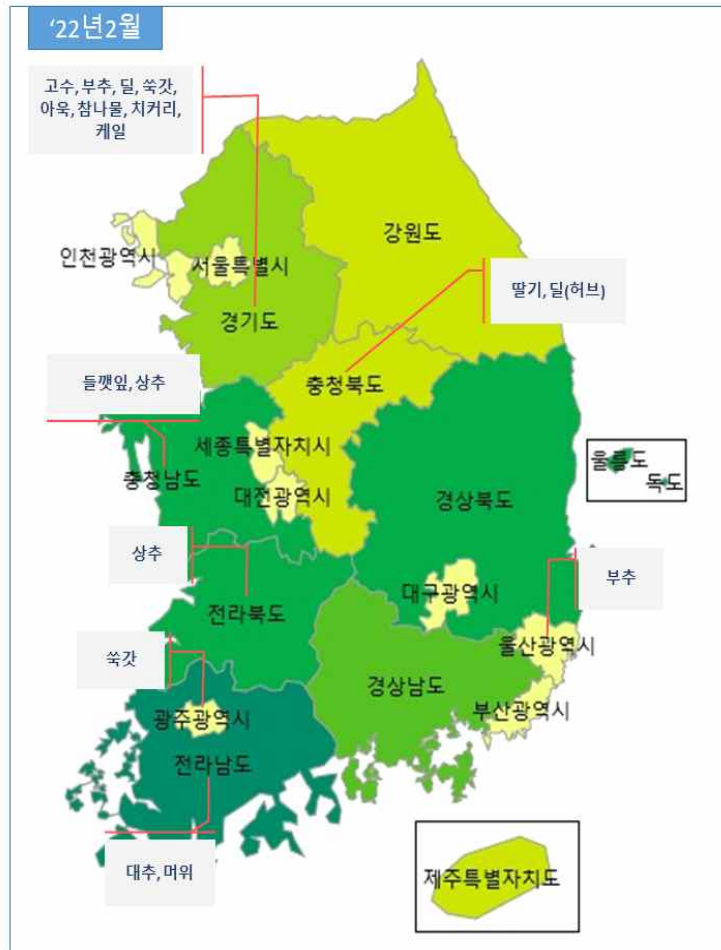 ‘22년2월
고수, 부추, 딜, 쑥갓,
아욱, 참나물, 치커리,
케일
강원도
인천광역시
서울특별시
딸기, 딜(허브)
경기도
들깻잎, 상추
충청북도
세종특별자치시
울릉도
충청남도
독도
대전광역시
경상북도
상추
대구광역시
부추
전라북도
울산광역시
쑥갓
경상남도
부산광역시
광주광역시
전라남도
대추, 머위
제주특별자치도